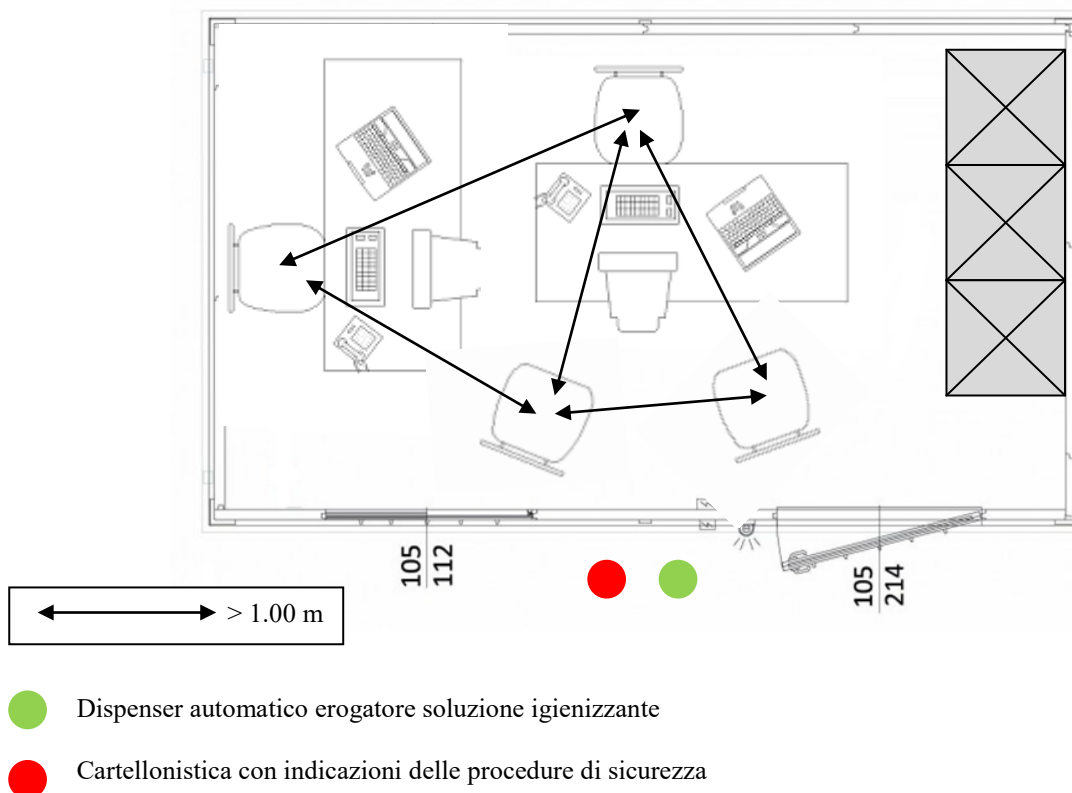 105
112
105
214
> 1.00 m
Dispenser automatico erogatore soluzione igienizzante
Cartellonistica con indicazioni delle procedure di sicurezza